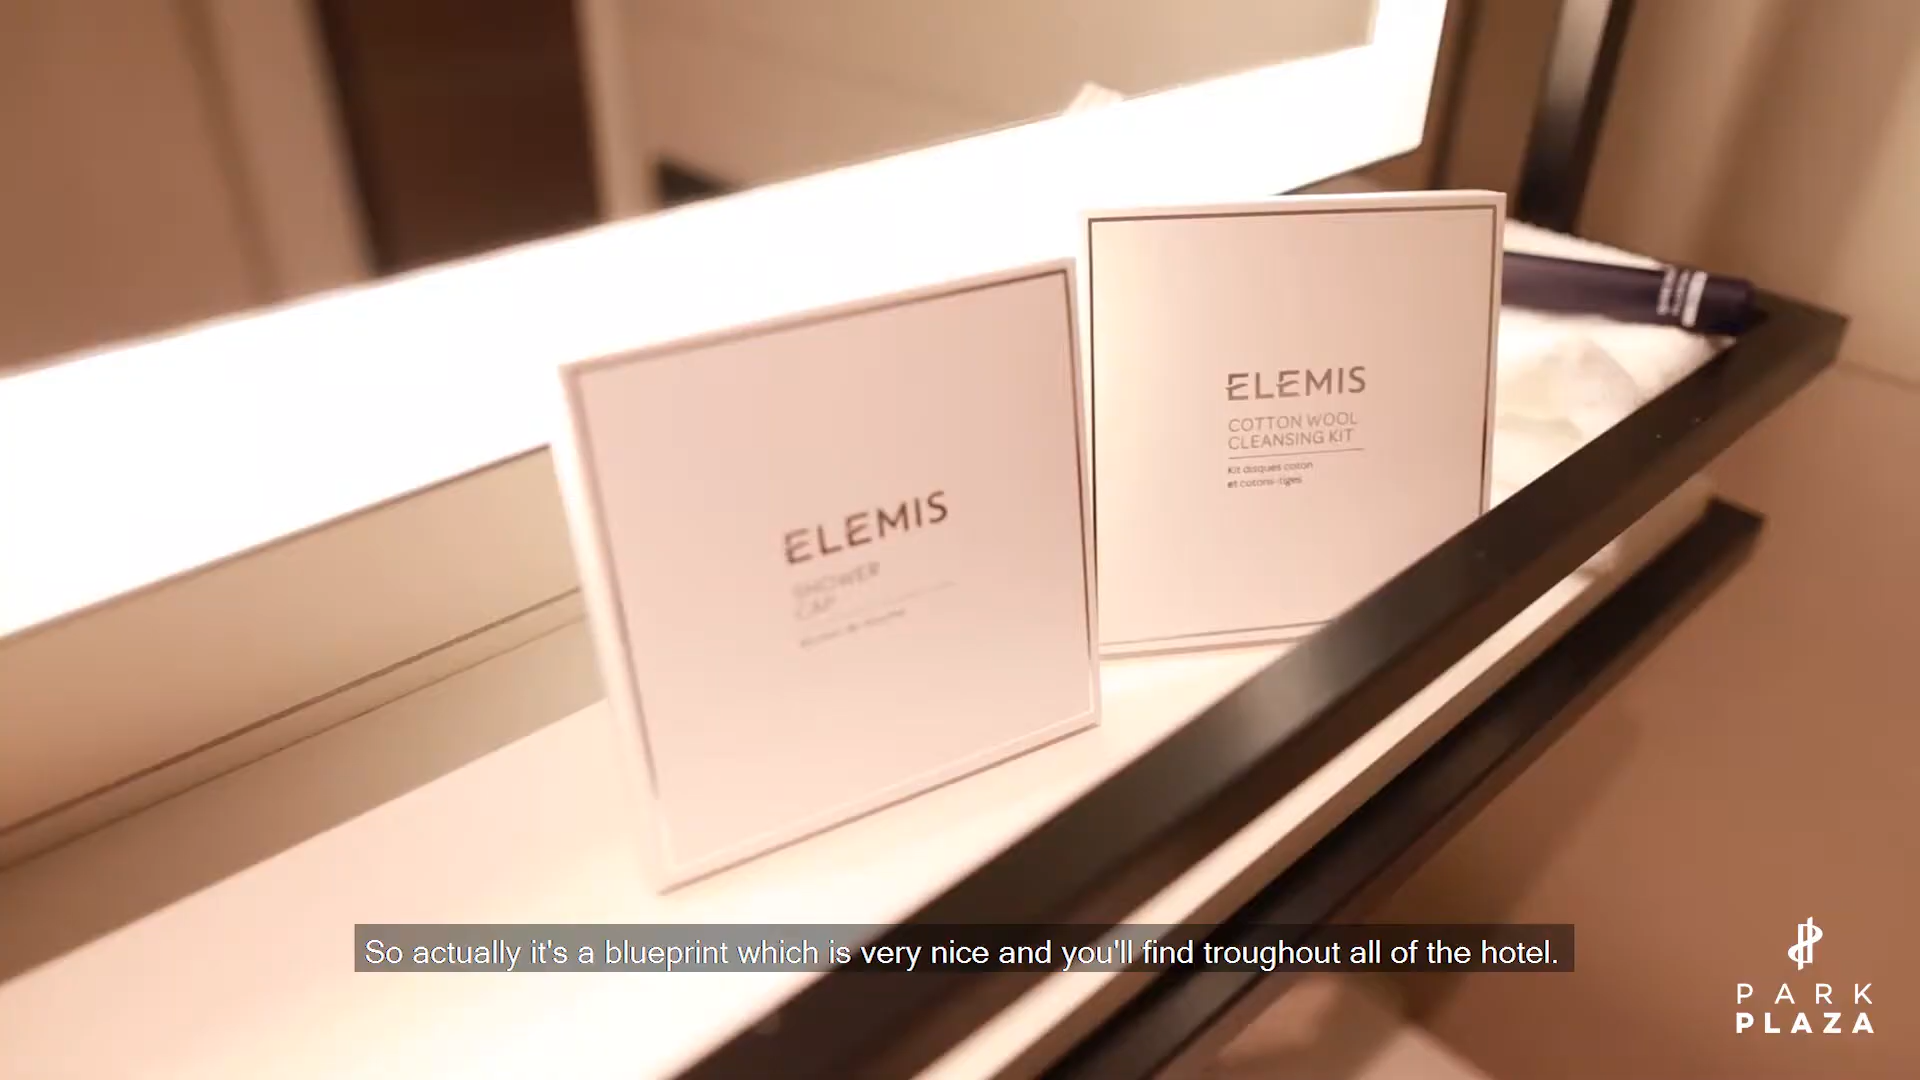 ELEMIS
SHOWER
CAP
ELEMIS
COTTON WOOL
CLEANSING KIT
Kit disques coton
et cotons-tiges
So actually it's a blueprint which is very nice and you'll find troughout all of the hotel.
PARK
PLAZA